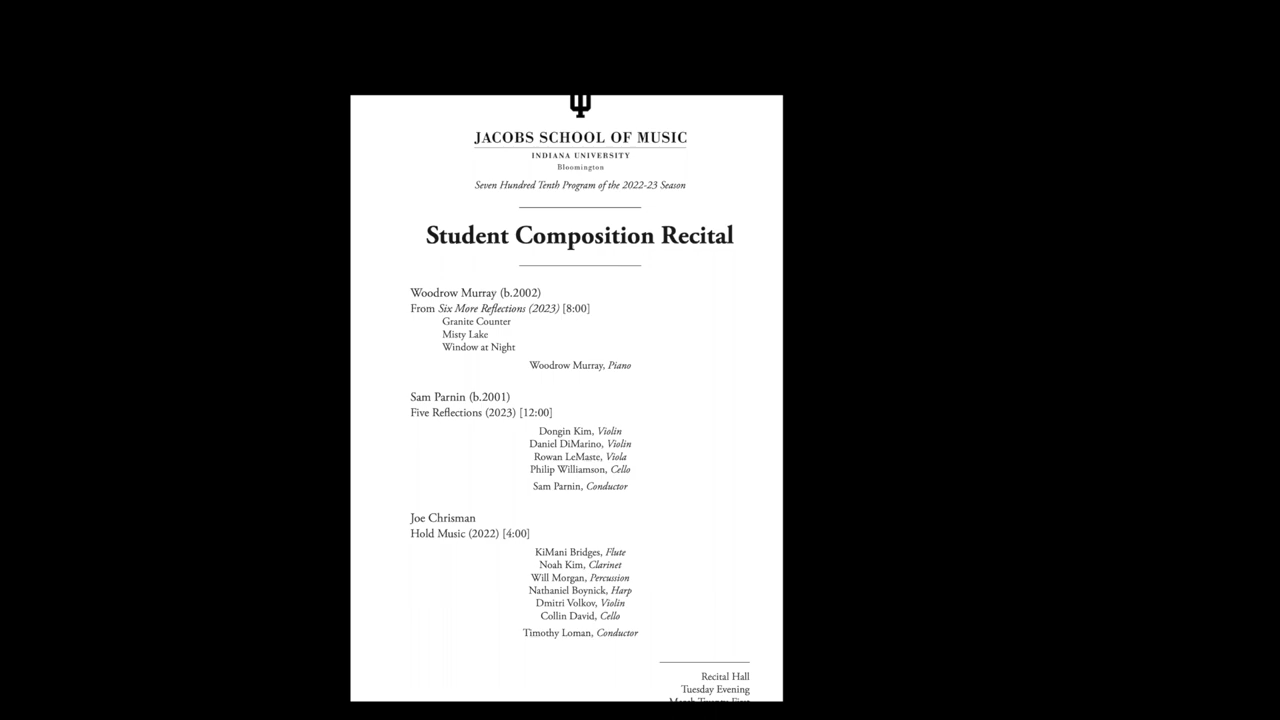 JACOBS SCHOOL OF MUSIC
INDIANA UNIVERSITY
Bloomington
Seven Hundred Tenth Program of the 2022-23 Season
Student Composition Recital
Woodrow Murray (b.2002)
From Six More Reflections (2023) [8:00]
Granite Counter
Misty Lake
Window at Night
Woodrow Murray, Piano
Sam Parnin (b.2001)
Five Reflections (2023) [12:00]
Dongin Kim, Violin
Daniel DiMarino, Violin
Rowan LeMaste, Viola
Philip Williamson, Cello
Sam Parnin, Conductor
Joe Chrisman
Hold Music (2022) [4:00]
KiMani Bridges, Flute
Noah Kim, Clarinet
Will Morgan, Percussion
Nathaniel Boynick, Harp
Dmitri Volkov, Violin
Collin David, Cello
Timothy Loman, Conductor
Recital Hall
Tuesday Evening